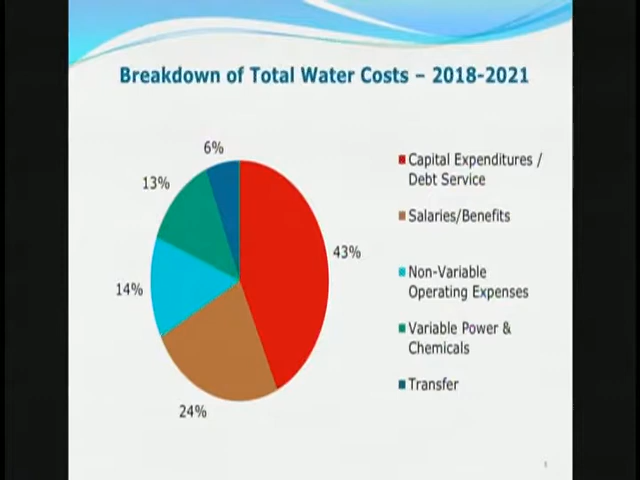 Breakdown of Total Water Costs – 2018-2021
6%
13%
43%
14%
24%
Capital Expenditures /
Debt Service
Salaries/Benefits
Non-Variable
Operating Expenses
Variable Power &
Chemicals
Transfer